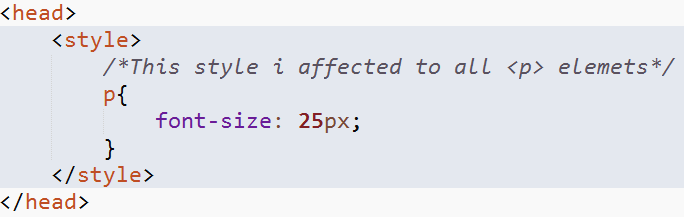 <head>
<style>
/*This style i affected to all <p> elemets*/
p{
font-size: 25px;
}
</style>
</head>